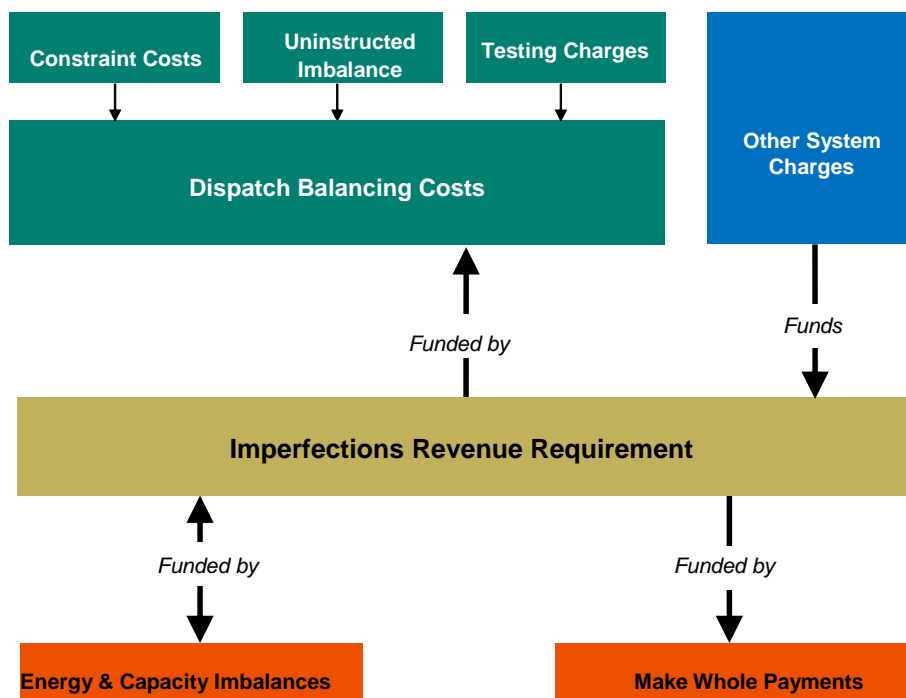 Constraint Costs
Uninstructed
Imbalance
Testing Charges
Dispatch Balancing Costs
Other System
Charges
Funded by
Funds
Imperfections Revenue Requirement
Funded by
Funded by
Energy & Capacity Imbalances
Make Whole Payments